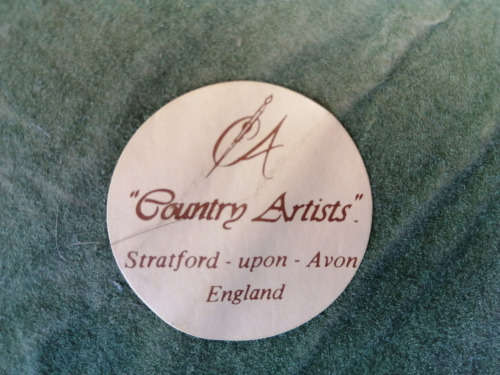 CA
"Country Artists".
Stratford - upon - Avon
England